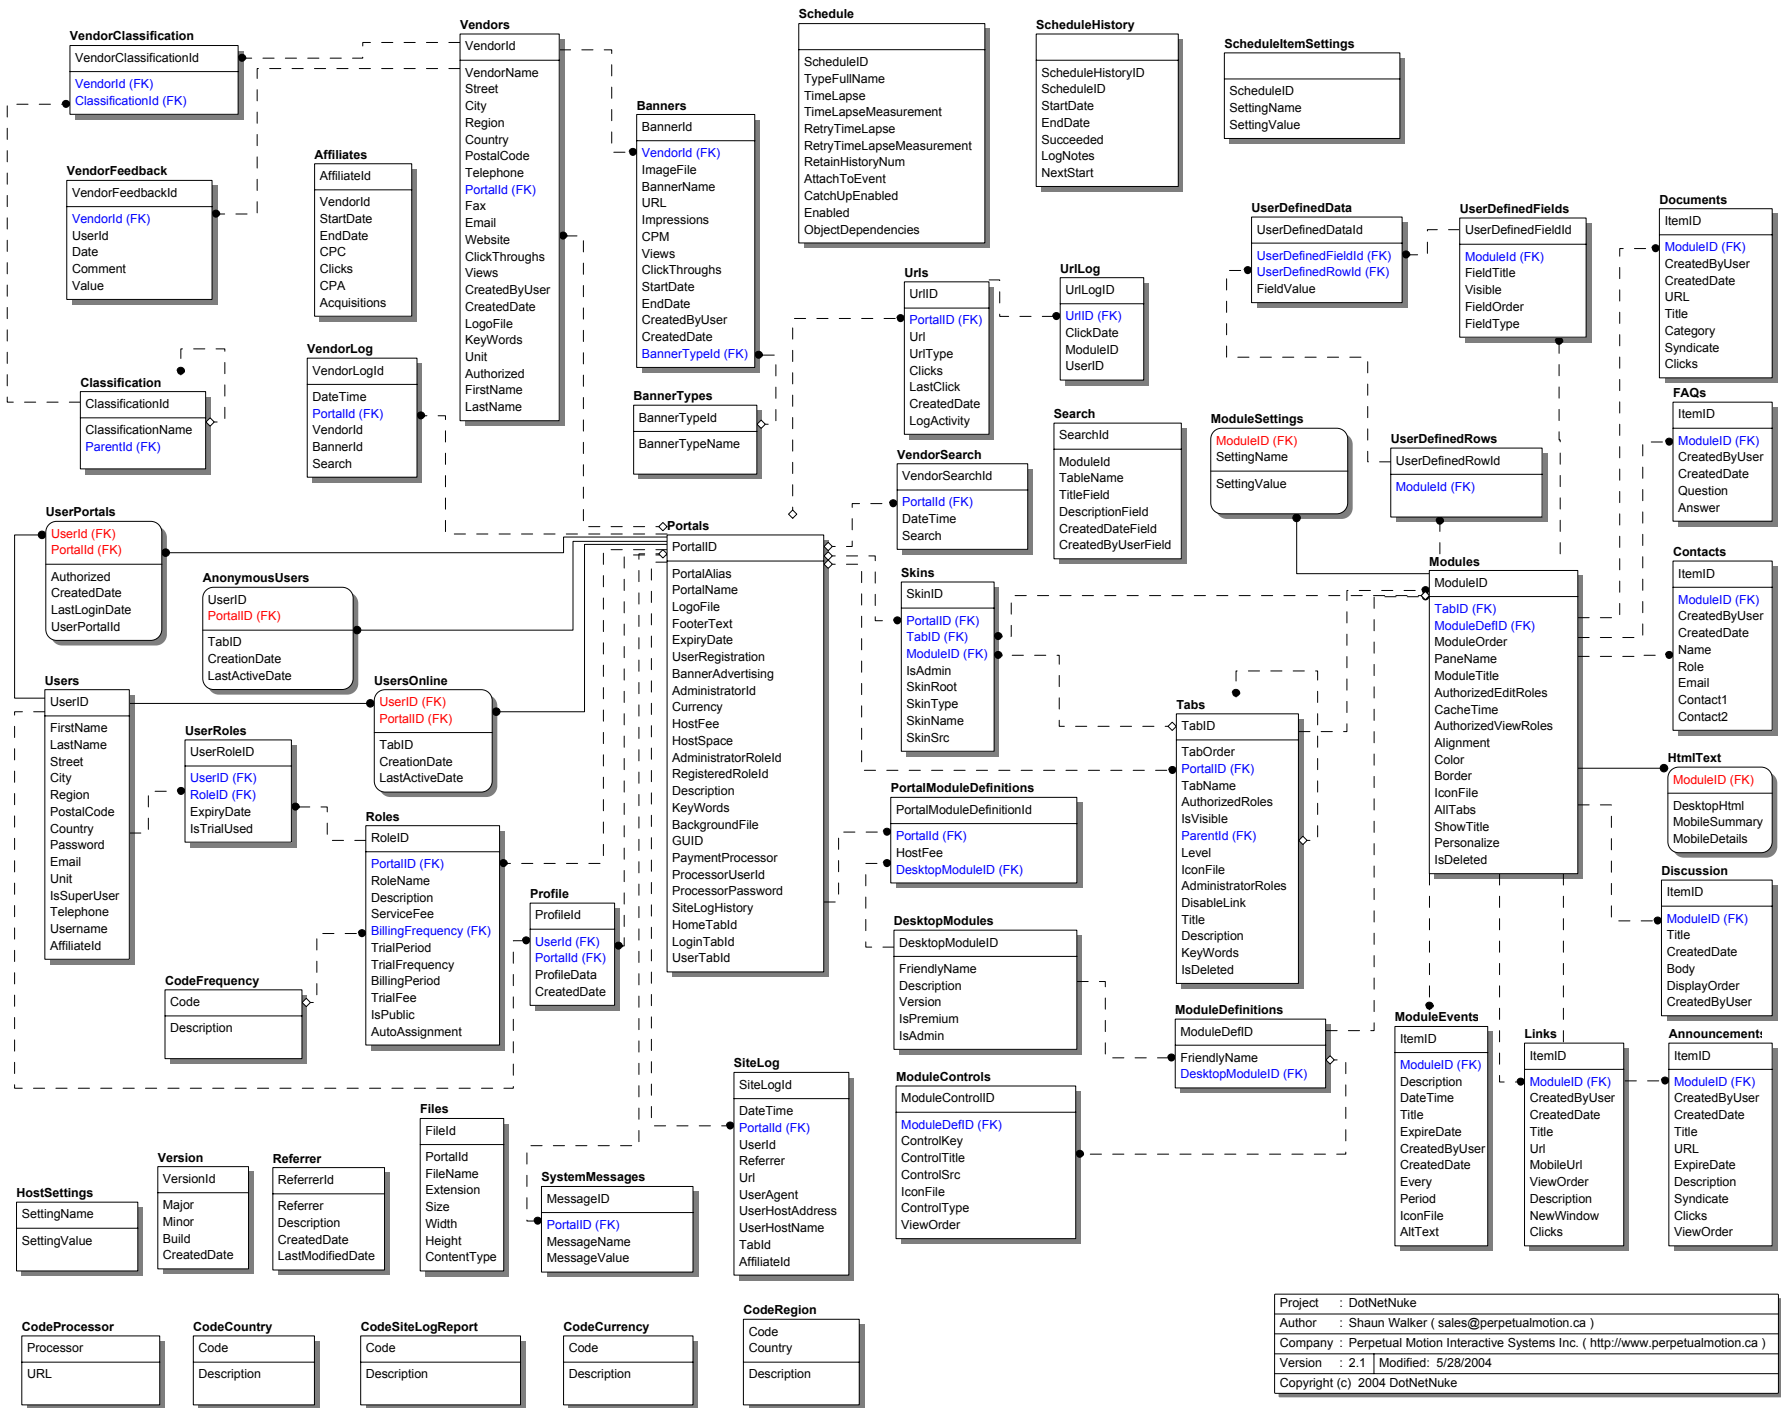 VendorClassification
VendorClassificationId
VendorId (FK)
ClassificationId (FK)
VendorFeedback
VendorFeedbackId
VendorId (FK)
UserId
Date
Comment
Value
Classification
ClassificationId
ClassificationName
ParentId (FK)
Affiliates
AffiliateId
VendorId
StartDate
EndDate
CPC
Clicks
CPA
Acquisitions
VendorLog
VendorLogId
DateTime
PortalId (FK)
VendorId
BannerId
Search
Vendors
VendorId
VendorName
Street
City
Region
Country
PostalCode
Telephone
PortalId (FK)
Fax
Email
Website
ClickThroughs
Views
CreatedByUser
CreatedDate
LogoFile
KeyWords
Unit
Authorized
FirstName
LastName
Banners
BannerId
VendorId (FK)
ImageFile
BannerName
URL
Impressions
CPM
Views
ClickThroughs
StartDate
EndDate
CreatedByUser
CreatedDate
BannerTypeId (FK)
BannerTypes
BannerTypeId
BannerTypeName
Schedule
ScheduleID
TypeFullName
TimeLapse
TimeLapseMeasurement
RetryTimeLapse
RetryTimeLapseMeasurement
RetainHistoryNum
AttachToEvent
CatchUpEnabled
Enabled
ObjectDependencies
ScheduleHistory
ScheduleHistoryID
ScheduleID
StartDate
EndDate
Succeeded
LogNotes
NextStart
ScheduleItemSettings
ScheduleID
SettingName
SettingValue
Urls
UrlID
PortalID (FK)
Url
UrlType
Clicks
LastClick
CreatedDate
LogActivity
UrlLog
UrlLogID
UrlID (FK)
ClickDate
ModuleID
UserID
Search
SearchId
ModuleId
TableName
TitleField
DescriptionField
CreatedDateField
CreatedByUserField
VendorSearch
VendorSearchId
PortalId (FK)
DateTime
Search
UserDefinedData
UserDefinedDataId
UserDefinedFieldId (FK)
UserDefinedRowId (FK)
FieldValue
UserDefinedFields
UserDefinedFieldId
ModuleId (FK)
FieldTitle
Visible
FieldOrder
FieldType
Documents
ItemID
ModuleID (FK)
CreatedByUser
CreatedDate
URL
Title
Category
Syndicate
Clicks
ModuleSettings
ModuleID (FK)
SettingName
SettingValue
UserDefinedRows
UserDefinedRowId
ModuleId (FK)
FAQs
ItemID
ModuleID (FK)
CreatedByUser
CreatedDate
Question
Answer
UserPortals
UserId (FK)
PortalId (FK)
Authorized
CreatedDate
LastLoginDate
UserPortalId
AnonymousUsers
UserID
PortalID (FK)
TabID
CreationDate
LastActiveDate
Users
UserID
FirstName
LastName
Street
City
Region
PostalCode
Country
Password
Email
Unit
IsSuperUser
Telephone
Username
AffiliateId
UserRoles
UserRoleID
UserID (FK)
RoleID (FK)
ExpiryDate
IsTrialUsed
UsersOnline
UserID (FK)
PortalID (FK)
TabID
CreationDate
LastActiveDate
Roles
RoleID
PortalID (FK)
RoleName
Description
ServiceFee
BillingFrequency (FK)
TrialPeriod
TrialFrequency
BillingPeriod
TrialFee
IsPublic
AutoAssignment
CodeFrequency
Code
Description
Profile
ProfileId
UserId (FK)
PortalId (FK)
ProfileData
CreatedDate
Portals
PortalID
PortalAlias
PortalName
LogoFile
FooterText
ExpiryDate
UserRegistration
BannerAdvertising
AdministratorId
Currency
HostFee
HostSpace
AdministratorRoleId
RegisteredRoleId
Description
KeyWords
BackgroundFile
GUID
PaymentProcessor
ProcessorUserId
ProcessorPassword
SiteLogHistory
HomeTabId
LoginTabId
UserTabId
Skins
SkinID
PortalID (FK)
TabID (FK)
ModuleID (FK)
IsAdmin
SkinRoot
SkinType
SkinName
SkinSrc
PortalModuleDefinitions
PortalModuleDefinitionId
PortalId (FK)
HostFee
DesktopModuleID (FK)
DesktopModules
DesktopModuleID
FriendlyName
Description
Version
IsPremium
IsAdmin
ModuleControls
ModuleControlID
ModuleDefID (FK)
ControlKey
ControlTitle
ControlSrc
IconFile
ControlType
ViewOrder
Tabs
TabID
TabOrder
PortalID (FK)
TabName
AuthorizedRoles
IsVisible
ParentId (FK)
Level
IconFile
AdministratorRoles
DisableLink
Title
Description
KeyWords
IsDeleted
ModuleDefinitions
ModuleDefID
FriendlyName
DesktopModuleID (FK)
Modules
ModuleID
TabID (FK)
ModuleDefID (FK)
ModuleOrder
PaneName
ModuleTitle
AuthorizedEditRoles
CacheTime
AuthorizedViewRoles
Alignment
Color
Border
IconFile
AllTabs
ShowTitle
Personalize
IsDeleted
Contacts
ItemID
ModuleID (FK)
CreatedByUser
CreatedDate
Name
Role
Email
Contact1
Contact2
HtmlText
ModuleID (FK)
DesktopHtml
MobileSummary
MobileDetails
Discussion
ItemID
ModuleID (FK)
Title
CreatedDate
Body
DisplayOrder
CreatedByUser
ModuleEvents
ItemID
ModuleID (FK)
Description
DateTime
Title
ExpireDate
CreatedByUser
CreatedDate
Every
Period
IconFile
AltText
Links
ItemID
ModuleID (FK)
CreatedByUser
CreatedDate
Title
Url
MobileUrl
ViewOrder
Description
NewWindow
Clicks
Announcements
ItemID
ModuleID (FK)
CreatedByUser
CreatedDate
Title
URL
ExpireDate
Description
Syndicate
Clicks
ViewOrder
HostSettings
SettingName
SettingValue
Version
VersionId
Major
Minor
Build
CreatedDate
Referrer
ReferrerId
Referrer
Description
CreatedDate
LastModifiedDate
Files
FileId
PortalId
FileName
Extension
Size
Width
Height
ContentType
SystemMessages
MessageID
PortalID (FK)
MessageName
MessageValue
SiteLog
SiteLogId
DateTime
PortalId (FK)
UserId
Referrer
Url
UserAgent
UserHostAddress
UserHostName
TabId
AffiliateId
CodeProcessor
Processor
URL
CodeCountry
Code
Description
CodeSiteLogReport
Code
Description
CodeCurrency
Code
Description
CodeRegion
Code
Country
Description
Project : DotNetNuke
Author : Shaun Walker ( sales@perpetualmotion.ca )
Company : Perpetual Motion Interactive Systems Inc. ( http://www.perpetualmotion.ca )
Version : 2.1 Modified: 5/28/2004
Copyright (c) 2004 DotNetNuke